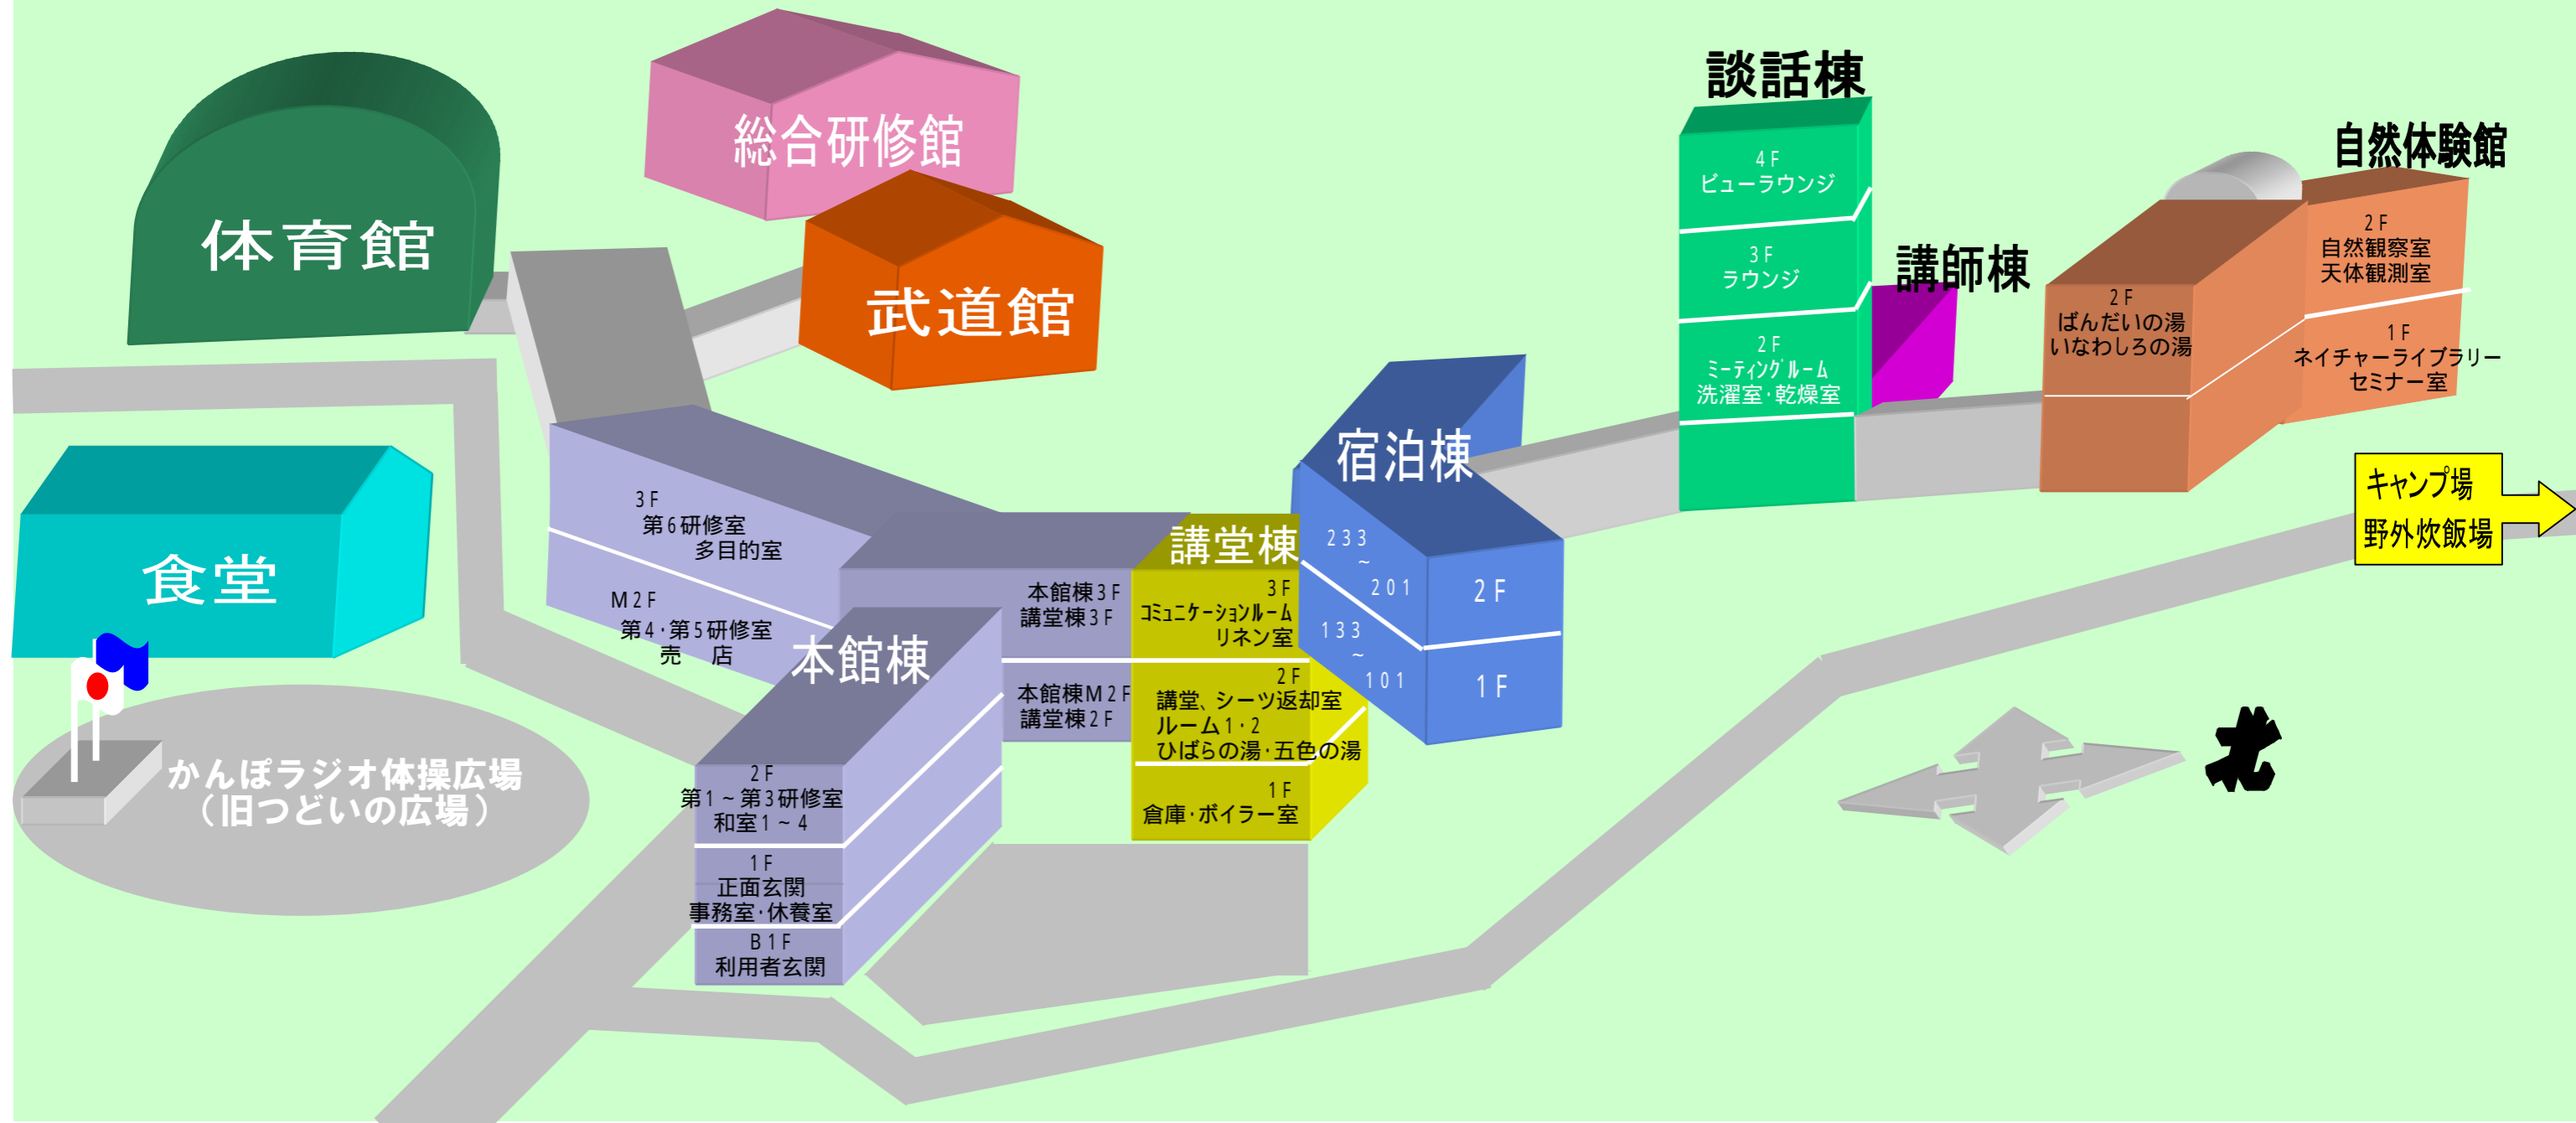 体育館
総合研修館
武道館
食堂
かんぽラジオ体操広場
（旧つどいの広場）
3F
第6研修室
多目的室
M2F
第4･第5研修室
売　店
本館棟
2F
第1～第3研修室
和室1～4
1F
正面玄関
事務室･休養室
B1F
利用者玄関
本館棟3F
講堂棟3F
本館棟M2F
講堂棟2F
講堂棟
3F
ｺﾐｭﾆｹｰｼｮﾝﾙｰﾑ
リネン室
2F
講堂、シーツ返却室
ルーム1･2
ひばらの湯･五色の湯
1F
倉庫･ボイラー室
宿泊棟
233
～
201
133
～
101
2F
1F
談話棟
4F
ビューラウンジ
3F
ラウンジ
2F
ﾐｰﾃｨﾝｸﾞﾙｰﾑ
洗濯室･乾燥室
講師棟
自然体験館
2F
ばんだいの湯
いなわしろの湯
2F
自然観察室
天体観測室
1F
ネイチャーライブラリー
セミナー室
キャンプ場
野外炊飯場
北